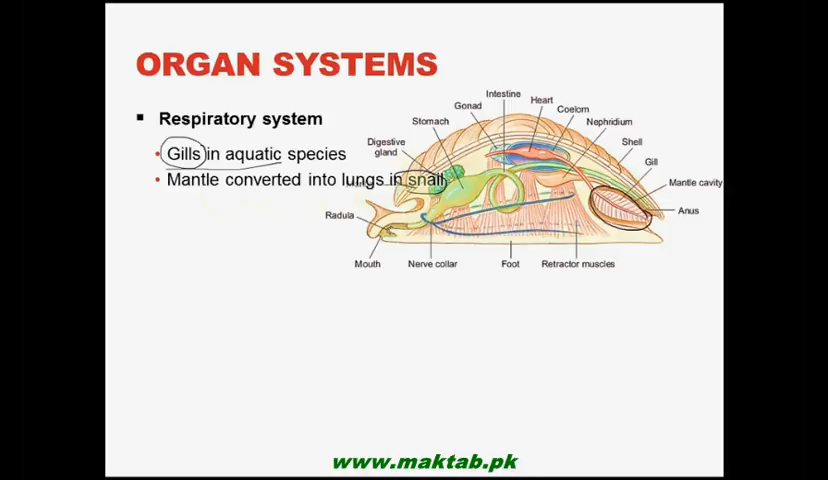 ORGAN SYSTEMS
Respiratory system
Gills in aquatic species
Mantle converted into lungs in snail
Intestine
Heart
Gonad
Coelom
Stomach
Nephridium
Digestive
gland
Shell
Gill
Mantle cavity
Radula
Anus
Mouth
Nerve collar
Foot
Retractor muscles
www.maktab.pk